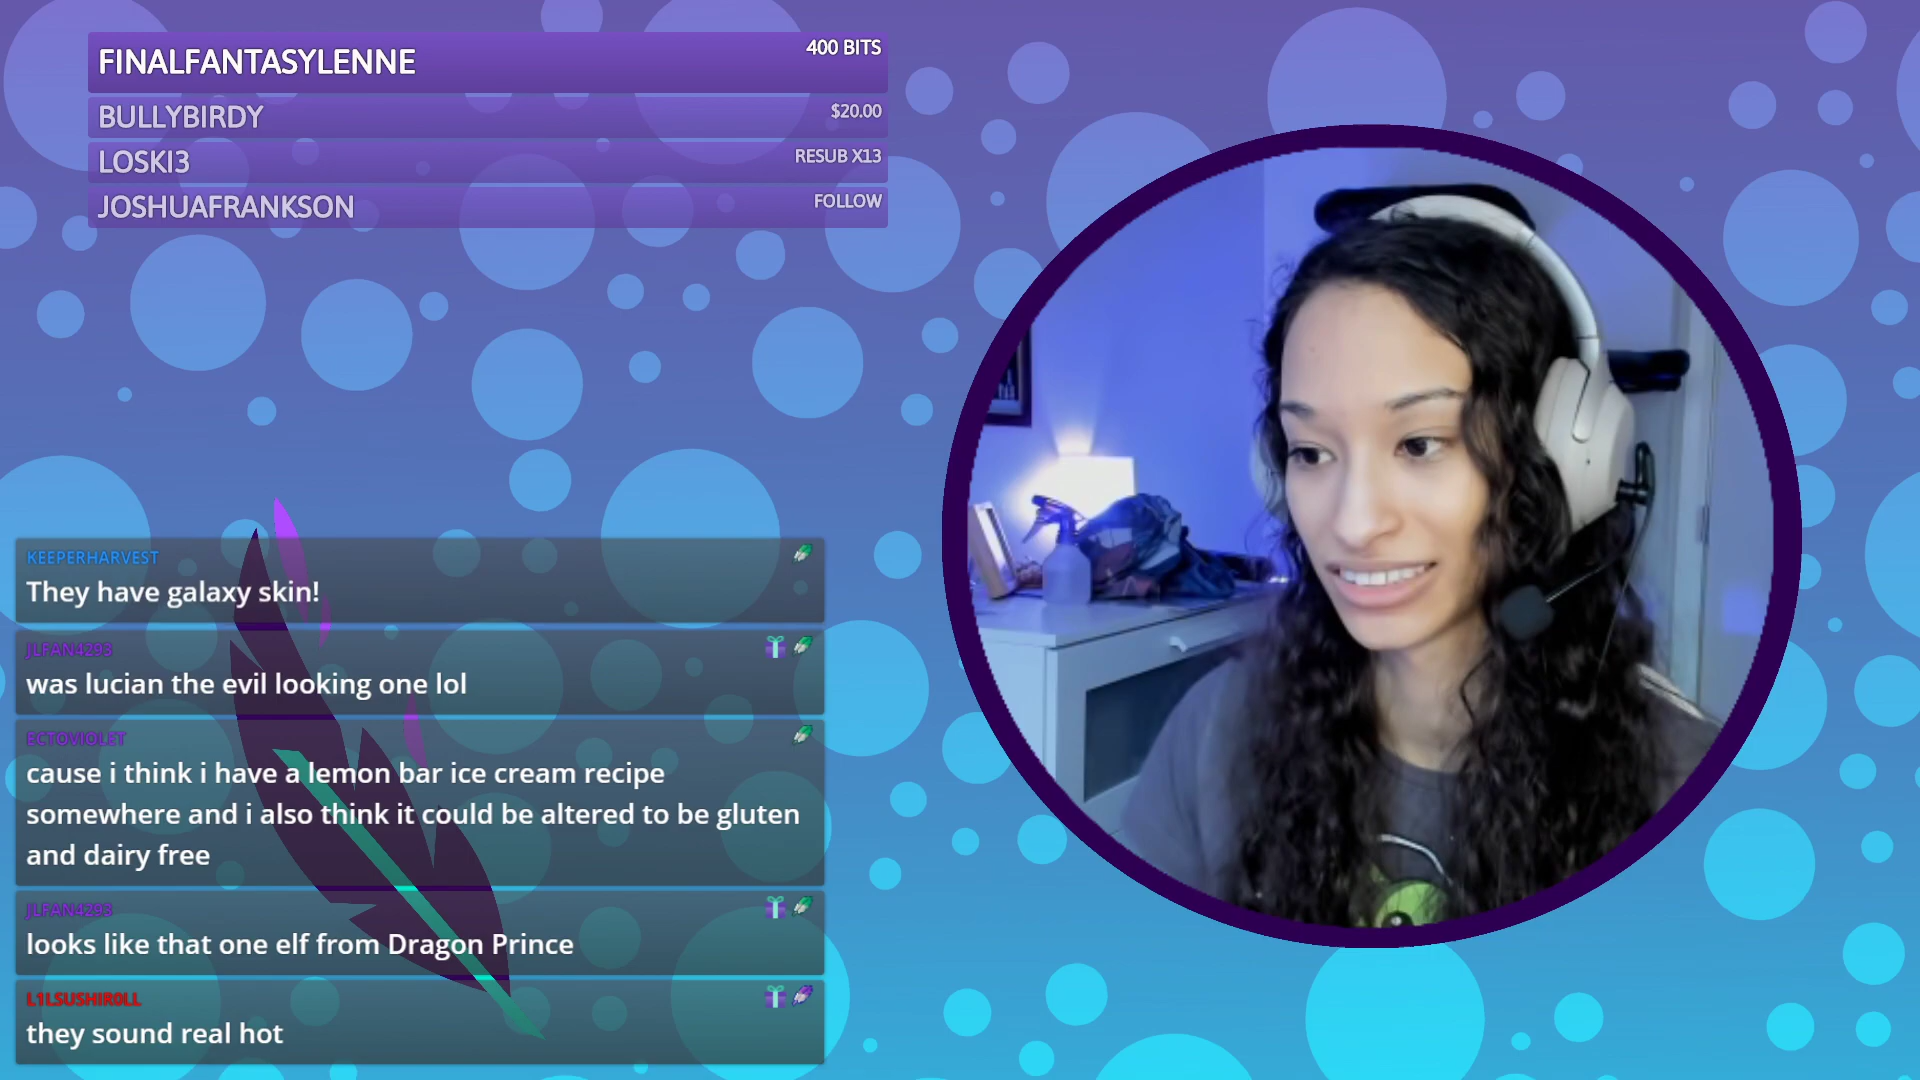 FINALFANTASYLENNE 400 BITS
BULLYBIRDY $20.00
LOSKI3 RESUB X13
JOSHUAFRANKSON FOLLOW
KEEPERHARVEST
They have galaxy skin!
JLFAN4293
was lucian the evil looking one lol
ECTOVIOLET
cause i think i have a lemon bar ice cream recipe
somewhere and i also think it could be altered to be gluten
and dairy free
JLFAN4293
looks like that one elf from Dragon Prince
L1LSUSHIR0LL
they sound real hot